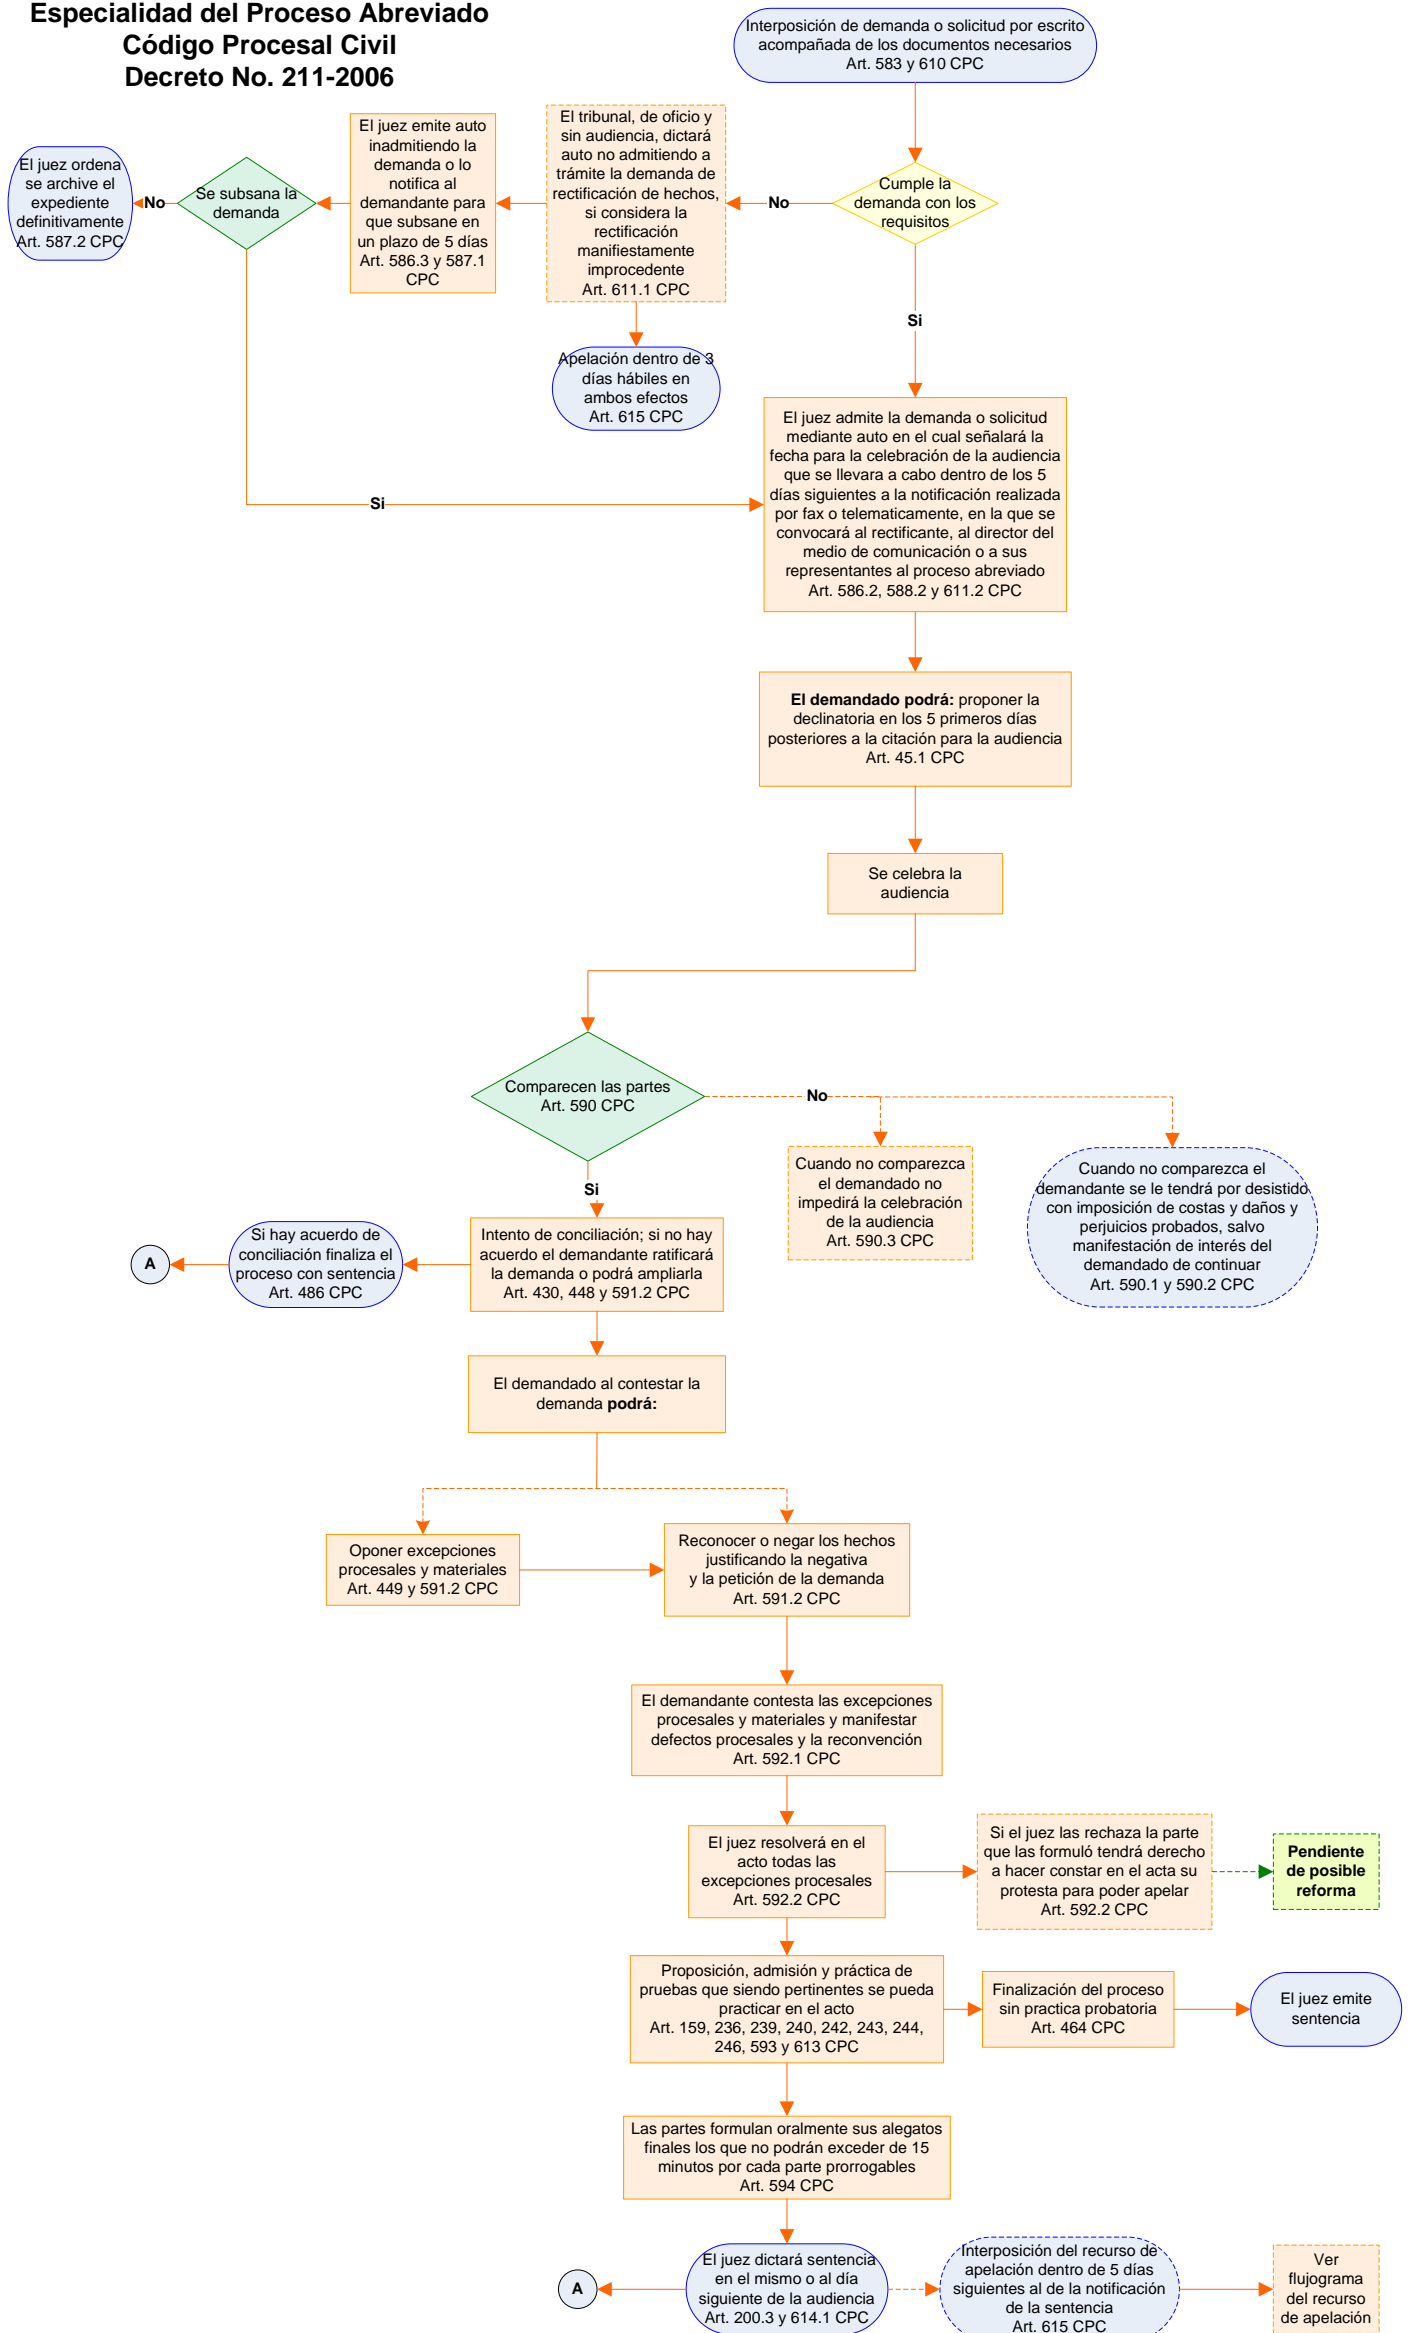 Especialidad del Proceso Abreviado
Código Procesal Civil
Decreto No. 211-2006
Interposición de demanda o solicitud por escrito
acompañada de los documentos necesarios
Art. 583 y 610 CPC
Cumple la
demanda con los
requisitos
No
El tribunal, de oficio y
sin audiencia, dictará
auto no admitiendo a
trámite la demanda de
rectificación de hechos,
si considera la
rectificación
manifiestamente
improcedente
Art. 611.1 CPC
El juez emite auto
inadmitiendo la
demanda o lo
notifica al
demandante para
que subsane en
un plazo de 5 días
Art. 586.3 y 587.1
CPC
Se subsana la
demanda
No
El juez ordena
se archive el
expediente
definitivamente
Art. 587.2 CPC
Apelación dentro de 3
días hábiles en
ambos efectos
Art. 615 CPC
Si
Si
El juez admite la demanda o solicitud
mediante auto en el cual señalará la
fecha para la celebración de la audiencia
que se llevara a cabo dentro de los 5
días siguientes a la notificación realizada
por fax o telematicamente, en la que se
convocará al rectificante, al director del
medio de comunicación o a sus
representantes al proceso abreviado
Art. 586.2, 588.2 y 611.2 CPC
El demandado podrá: proponer la
declinatoria en los 5 primeros días
posteriores a la citación para la audiencia
Art. 45.1 CPC
Se celebra la
audiencia
Comparecen las partes
Art. 590 CPC
No
Cuando no comparezca
el demandado no
impedirá la celebración
de la audiencia
Art. 590.3 CPC
Cuando no comparezca el
demandante se le tendrá por desistido
con imposición de costas y daños y
perjuicios probados, salvo
manifestación de interés del
demandado de continuar
Art. 590.1 y 590.2 CPC
Si
Intento de conciliación; si no hay
acuerdo el demandante ratificará
la demanda o podrá ampliarla
Art. 430, 448 y 591.2 CPC
Si hay acuerdo de
conciliación finaliza el
proceso con sentencia
Art. 486 CPC
A
El demandado al contestar la
demanda podrá:
Oponer excepciones
procesales y materiales
Art. 449 y 591.2 CPC
Reconocer o negar los hechos
justificando la negativa
y la petición de la demanda
Art. 591.2 CPC
El demandante contesta las excepciones
procesales y materiales y manifestar
defectos procesales y la reconvención
Art. 592.1 CPC
El juez resolverá en el
acto todas las
excepciones procesales
Art. 592.2 CPC
Si el juez las rechaza la parte
que las formuló tendrá derecho
a hacer constar en el acta su
protesta para poder apelar
Art. 592.2 CPC
Pendiente
de posible
reforma
Proposición, admisión y práctica de
pruebas que siendo pertinentes se pueda
practicar en el acto
Art. 159, 236, 239, 240, 242, 243, 244,
246, 593 y 613 CPC
Finalización del proceso
sin practica probatoria
Art. 464 CPC
El juez emite
sentencia
Las partes formulan oralmente sus alegatos
finales los que no podrán exceder de 15
minutos por cada parte prorrogables
Art. 594 CPC
A
El juez dictará sentencia
en el mismo o al día
siguiente de la audiencia
Art. 200.3 y 614.1 CPC
Interposición del recurso de
apelación dentro de 5 días
siguientes al de la notificación
de la sentencia
Art. 615 CPC
Ver
flujograma
del recurso
de apelación